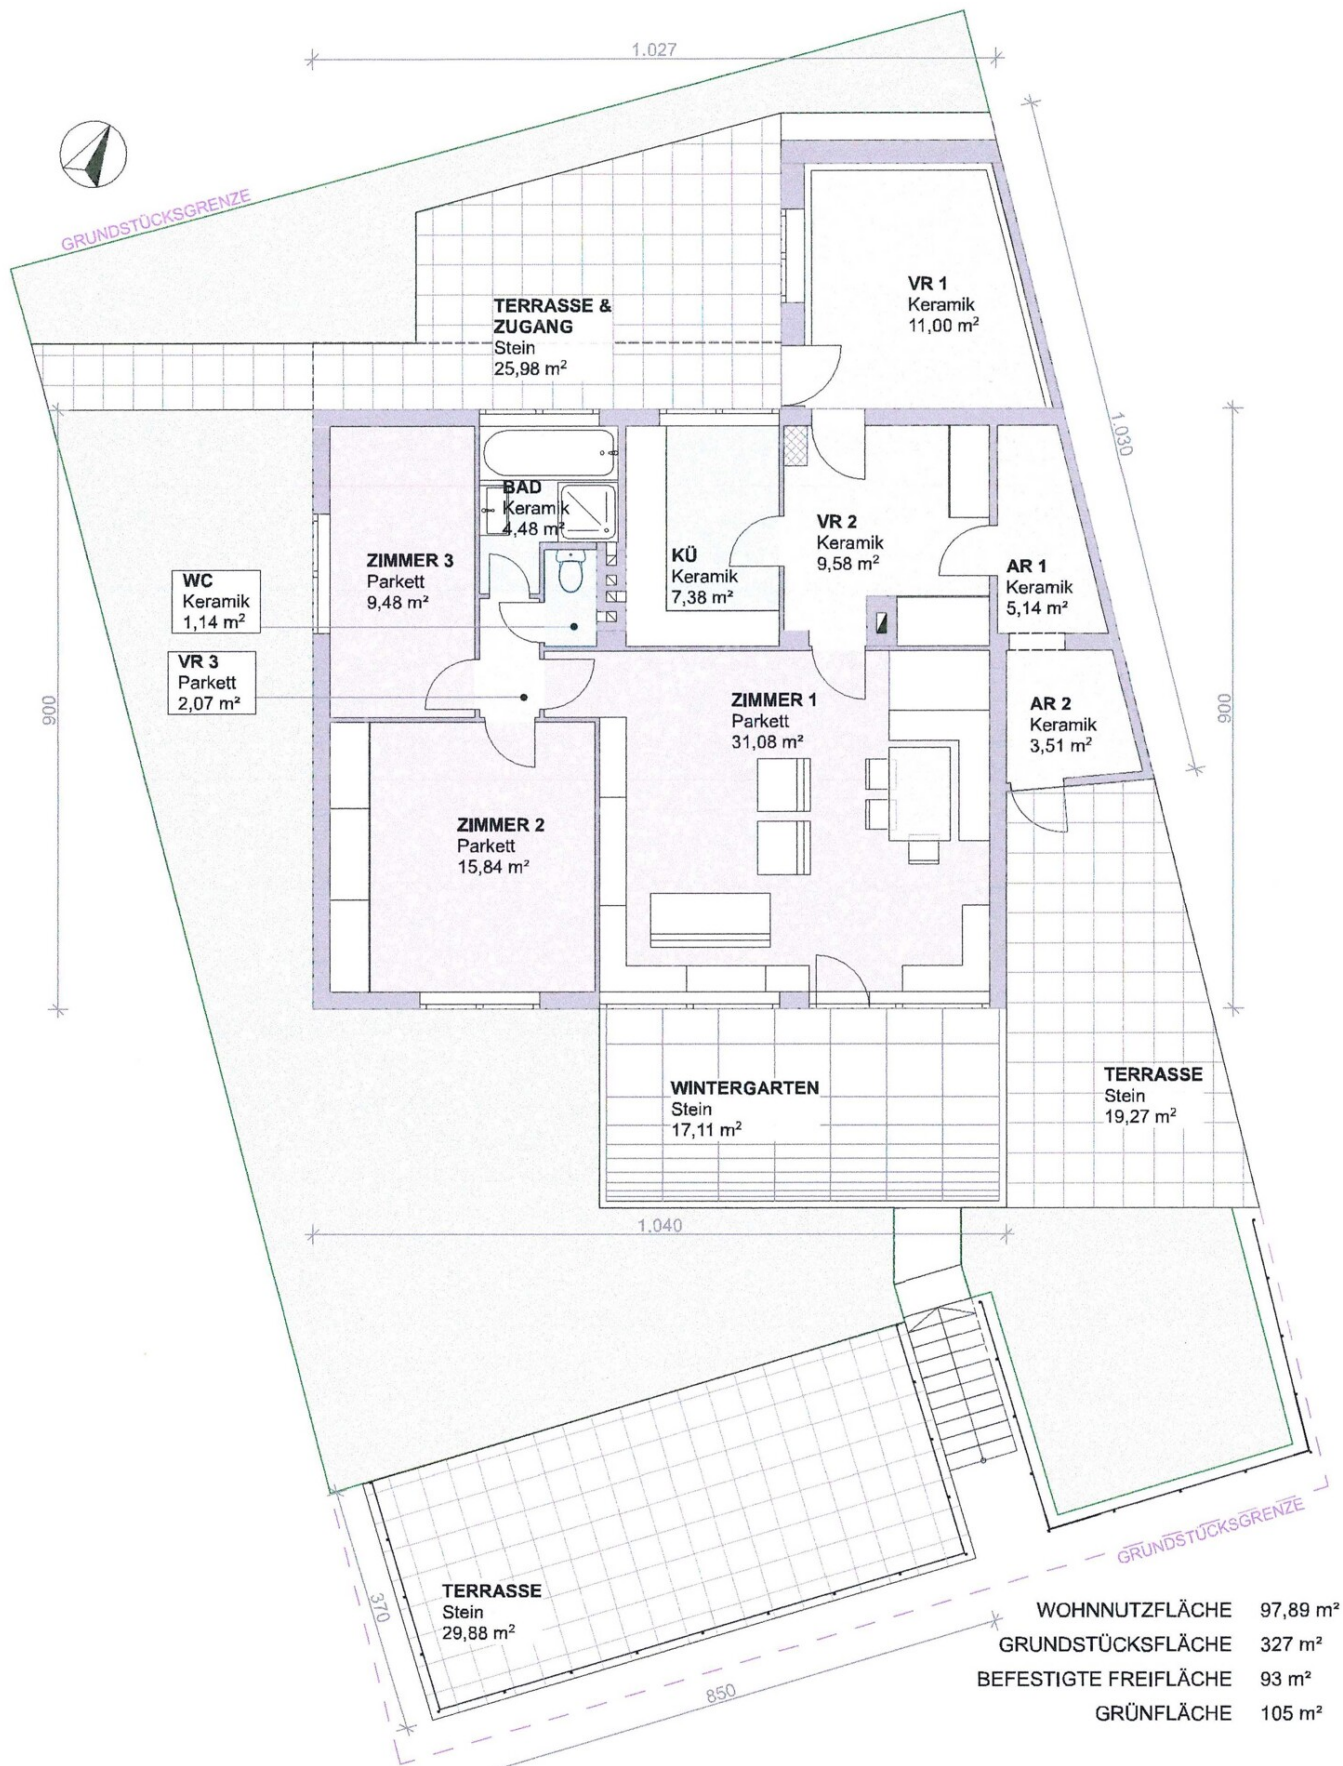 1.027
GRUNDSTÜCKSGRENZE
VR 1
Keramik
11,00 m²
TERRASSE &
ZUGANG
Stein
25,98 m²
1.030
BAD
Keramik
4,48 m²
VR 2
Keramik
9,58 m²
KÜ
Keramik
7,38 m²
ZIMMER 3
Parkett
9,48 m²
AR 1
Keramik
5,14 m²
WC
Keramik
1,14 m²
VR 3
Parkett
2,07 m²
900
ZIMMER 1
Parkett
31,08 m²
AR 2
Keramik
3,51 m²
900
ZIMMER 2
Parkett
15,84 m²
WINTERGARTEN
Stein
17,11 m²
TERRASSE
Stein
19,27 m²
1.040
GRUNDSTÜCKSGRENZE
TERRASSE
Stein
29,88 m²
370
850
WOHNNUTZFLÄCHE 97,89 m²
GRUNDSTÜCKSFLÄCHE 327 m²
BEFESTIGTE FREIFLÄCHE 93 m²
GRÜNFLÄCHE 105 m²